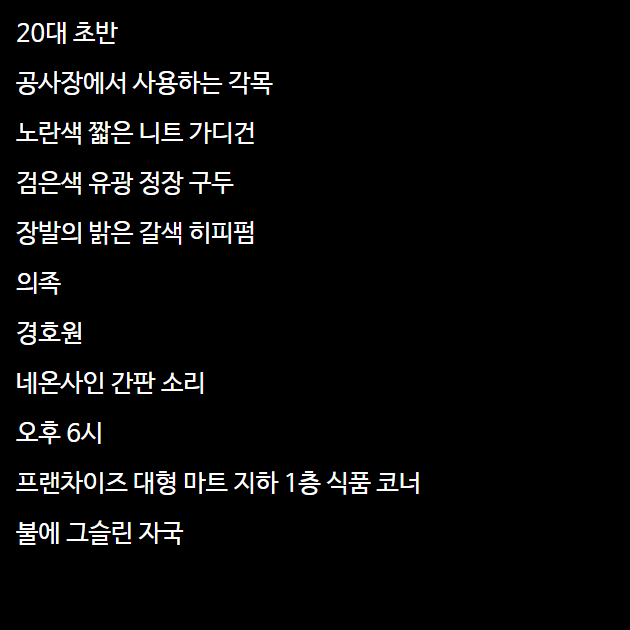 20대 초반
공사장에서 사용하는 각목
노란색 짧은 니트 가디건
검은색 유광 정장 구두
장발의 밝은 갈색 히피펌
의족
경호원
네온사인 간판 소리
오후 6시
프랜차이즈 대형 마트 지하 1층 식품 코너
불에 그슬린 자국